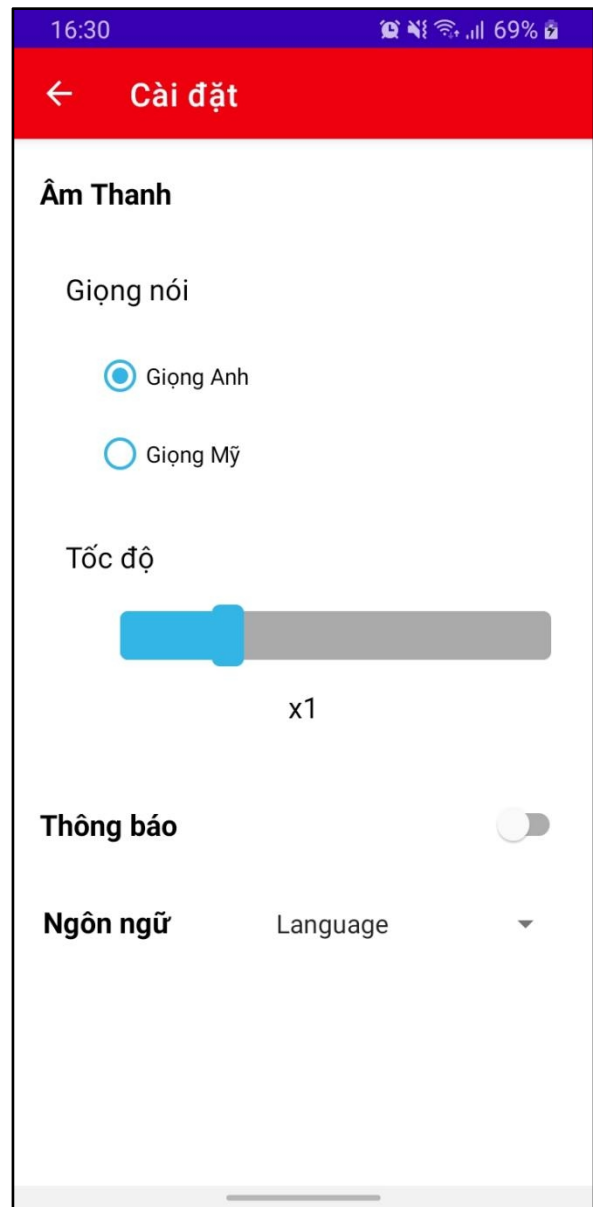 16:30 69%
Cài đặt
Âm Thanh
Giọng nói
Giọng Anh
Giọng Mỹ
Tốc độ
x1
Thông báo
Ngôn ngữ Language